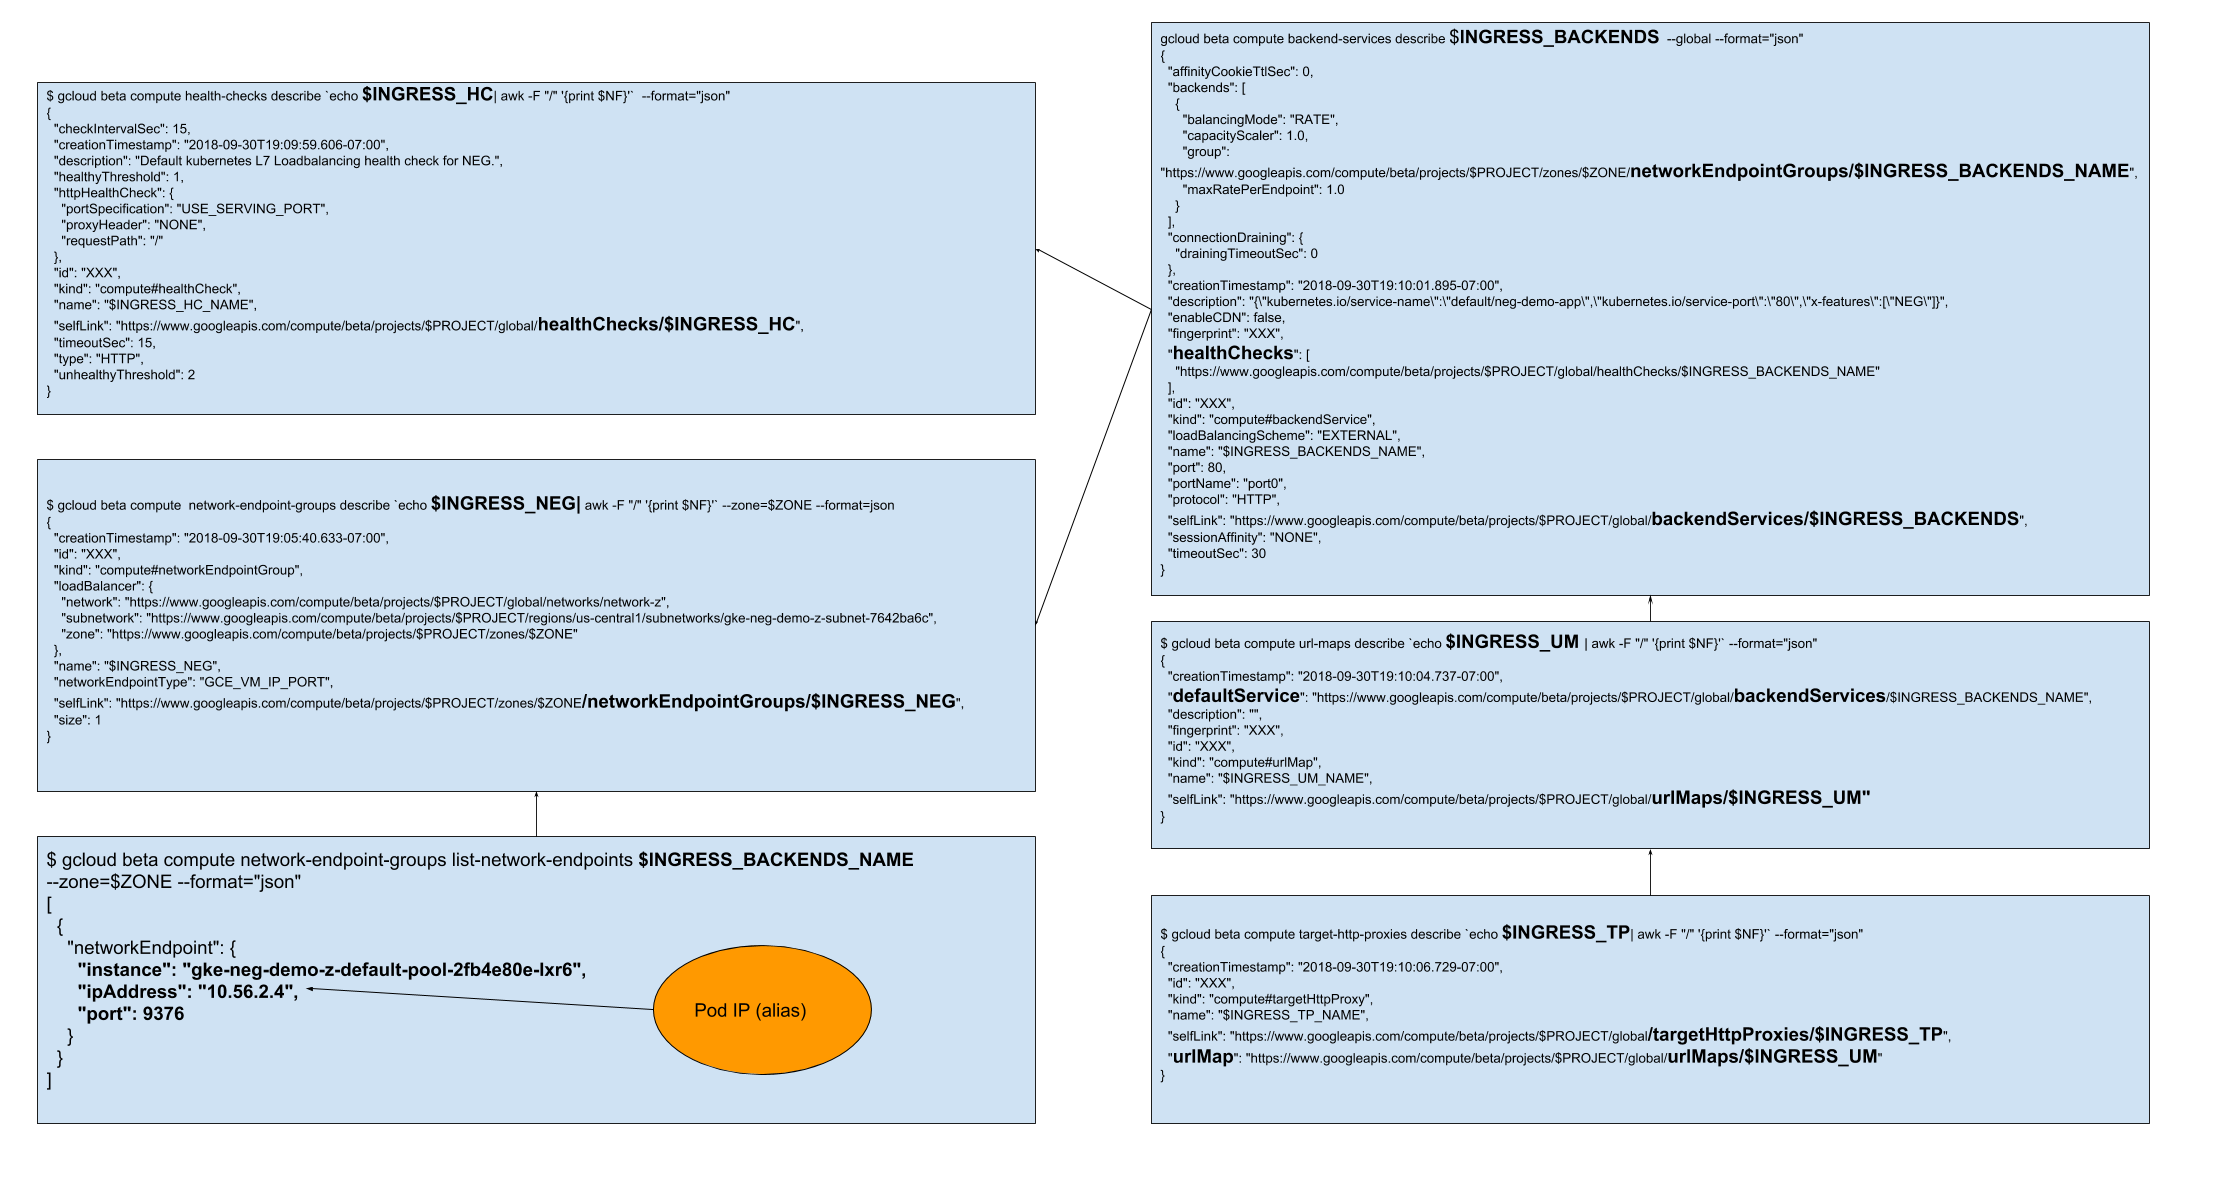 $ gcloud beta compute health-checks describe `echo $INGRESS_HC| awk -F "/" '{print $NF}'`  --format="json"
{
  "checkIntervalSec": 15,
  "creationTimestamp": "2018-09-30T19:09:59.606-07:00",
  "description": "Default kubernetes L7 Loadbalancing health check for NEG.",
  "healthyThreshold": 1,
  "httpHealthCheck": {
    "portSpecification": "USE_SERVING_PORT",
    "proxyHeader": "NONE",
    "requestPath": "/"
  },
  "id": "XXX",
  "kind": "compute#healthCheck",
  "name": "$INGRESS_HC_NAME",
  "selfLink": "https://www.googleapis.com/compute/beta/projects/$PROJECT/global/healthChecks/$INGRESS_HC",
  "timeoutSec": 15,
  "type": "HTTP",
  "unhealthyThreshold": 2
}
$ gcloud beta compute  network-endpoint-groups describe `echo $INGRESS_NEG| awk -F "/" '{print $NF}'` --zone=$ZONE --format=json
{
  "creationTimestamp": "2018-09-30T19:05:40.633-07:00",
  "id": "XXX",
  "kind": "compute#networkEndpointGroup",
  "loadBalancer": {
    "network": "https://www.googleapis.com/compute/beta/projects/$PROJECT/global/networks/network-z",
    "subnetwork": "https://www.googleapis.com/compute/beta/projects/$PROJECT/regions/us-central1/subnetworks/gke-neg-demo-z-subnet-7642ba6c",
    "zone": "https://www.googleapis.com/compute/beta/projects/$PROJECT/zones/$ZONE"
  },
  "name": "$INGRESS_NEG",
  "networkEndpointType": "GCE_VM_IP_PORT",
  "selfLink": "https://www.googleapis.com/compute/beta/projects/$PROJECT/zones/$ZONE/networkEndpointGroups/$INGRESS_NEG",
  "size": 1
}
$ gcloud beta compute network-endpoint-groups list-network-endpoints $INGRESS_BACKENDS_NAME
--zone=$ZONE --format="json"
[
  {
    "networkEndpoint": {
      "instance": "gke-neg-demo-z-default-pool-2fb4e80e-lxr6",
      "ipAddress": "10.56.2.4",
      "port": 9376
    }
  }
]
Pod IP (alias)
gcloud beta compute backend-services describe $INGRESS_BACKENDS  --global --format="json"
{
  "affinityCookieTtlSec": 0,
  "backends": [
    {
      "balancingMode": "RATE",
      "capacityScaler": 1.0,
      "group":
"https://www.googleapis.com/compute/beta/projects/$PROJECT/zones/$ZONE/networkEndpointGroups/$INGRESS_BACKENDS_NAME",
      "maxRatePerEndpoint": 1.0
    }
  ],
  "connectionDraining": {
    "drainingTimeoutSec": 0
  },
  "creationTimestamp": "2018-09-30T19:10:01.895-07:00",
  "description": "{\"kubernetes.io/service-name\":\"default/neg-demo-app\",\"kubernetes.io/service-port\":\"80\",\"x-features\":[\"NEG\"]}",
  "enableCDN": false,
  "fingerprint": "XXX",
  "healthChecks": [
    "https://www.googleapis.com/compute/beta/projects/$PROJECT/global/healthChecks/$INGRESS_BACKENDS_NAME"
  ],
  "id": "XXX",
  "kind": "compute#backendService",
  "loadBalancingScheme": "EXTERNAL",
  "name": "$INGRESS_BACKENDS_NAME",
  "port": 80,
  "portName": "port0",
  "protocol": "HTTP",
  "selfLink": "https://www.googleapis.com/compute/beta/projects/$PROJECT/global/backendServices/$INGRESS_BACKENDS",
  "sessionAffinity": "NONE",
  "timeoutSec": 30
}
$ gcloud beta compute url-maps describe `echo $INGRESS_UM | awk -F "/" '{print $NF}'` --format="json"
{
  "creationTimestamp": "2018-09-30T19:10:04.737-07:00",
  "defaultService": "https://www.googleapis.com/compute/beta/projects/$PROJECT/global/backendServices/$INGRESS_BACKENDS_NAME",
  "description": "",
  "fingerprint": "XXX",
  "id": "XXX",
  "kind": "compute#urlMap",
  "name": "$INGRESS_UM_NAME",
  "selfLink": "https://www.googleapis.com/compute/beta/projects/$PROJECT/global/urlMaps/$INGRESS_UM"
}
$ gcloud beta compute target-http-proxies describe `echo $INGRESS_TP| awk -F "/" '{print $NF}'` --format="json"
{
  "creationTimestamp": "2018-09-30T19:10:06.729-07:00",
  "id": "XXX",
  "kind": "compute#targetHttpProxy",
  "name": "$INGRESS_TP_NAME",
  "selfLink": "https://www.googleapis.com/compute/beta/projects/$PROJECT/global/targetHttpProxies/$INGRESS_TP",
  "urlMap": "https://www.googleapis.com/compute/beta/projects/$PROJECT/global/urlMaps/$INGRESS_UM"
}